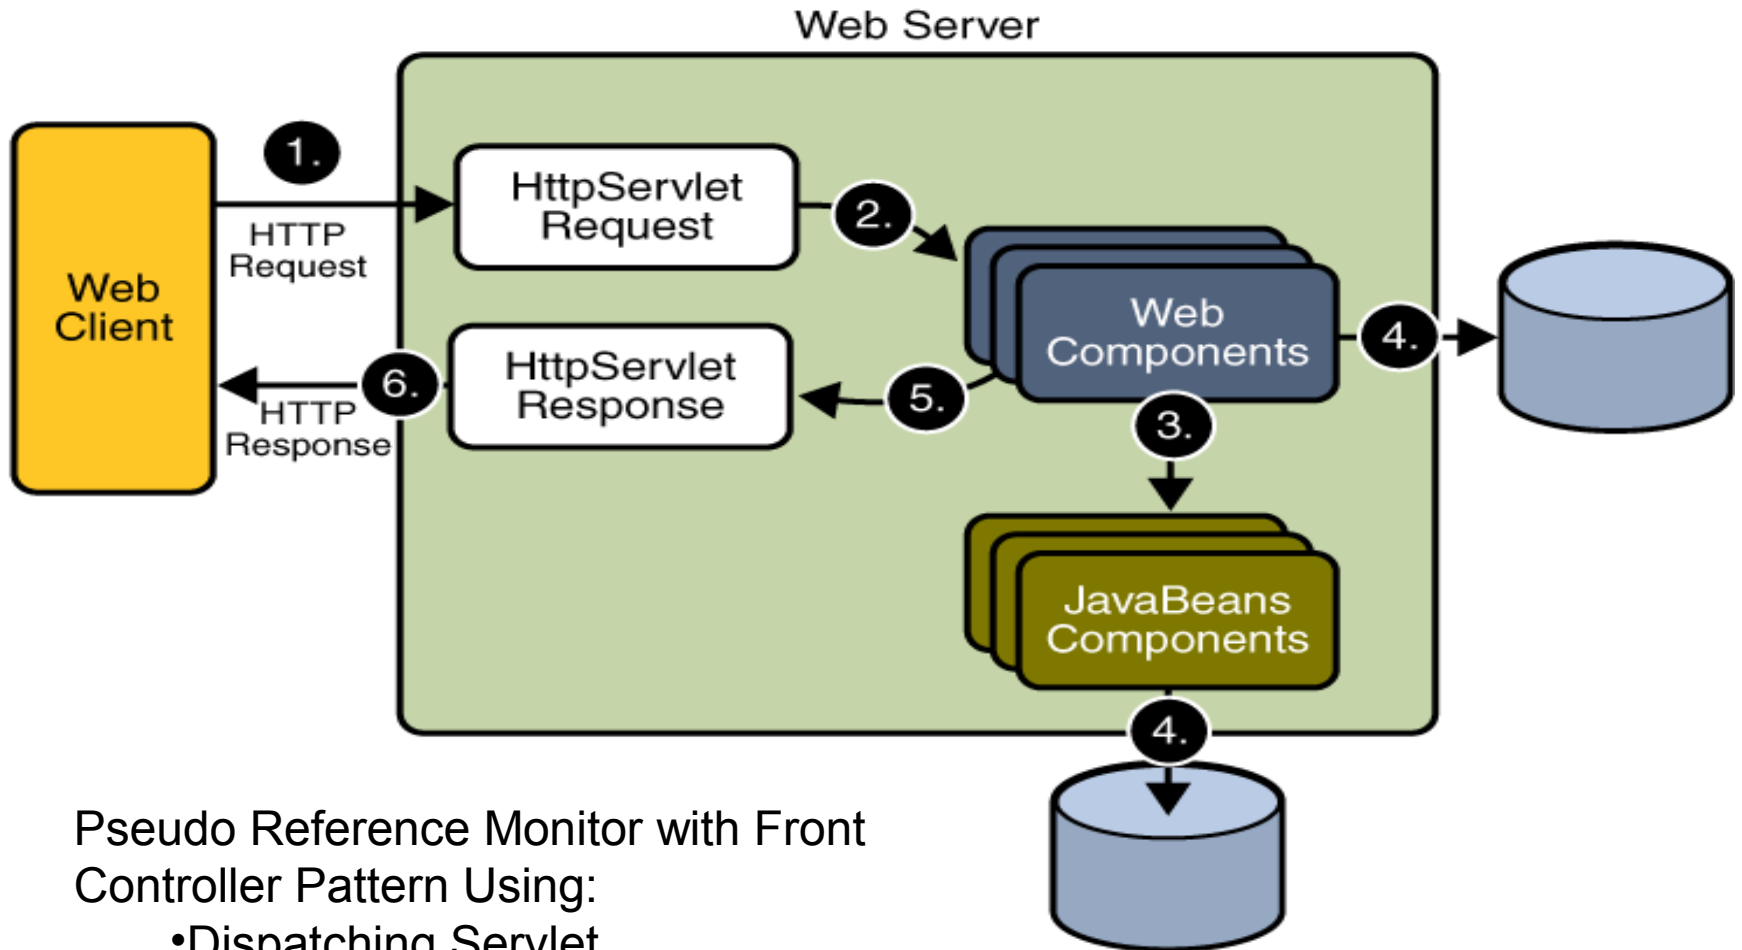 Web Server
1.
HTTP
Request
Web
Client
HttpServlet
Request
2.
Web
Components
4.
HttpServlet
Response
5.
6.
HTTP
Response
3.
JavaBeans
Components
4.
Pseudo Reference Monitor with Front
Controller Pattern Using:
•Dispatching Servlet